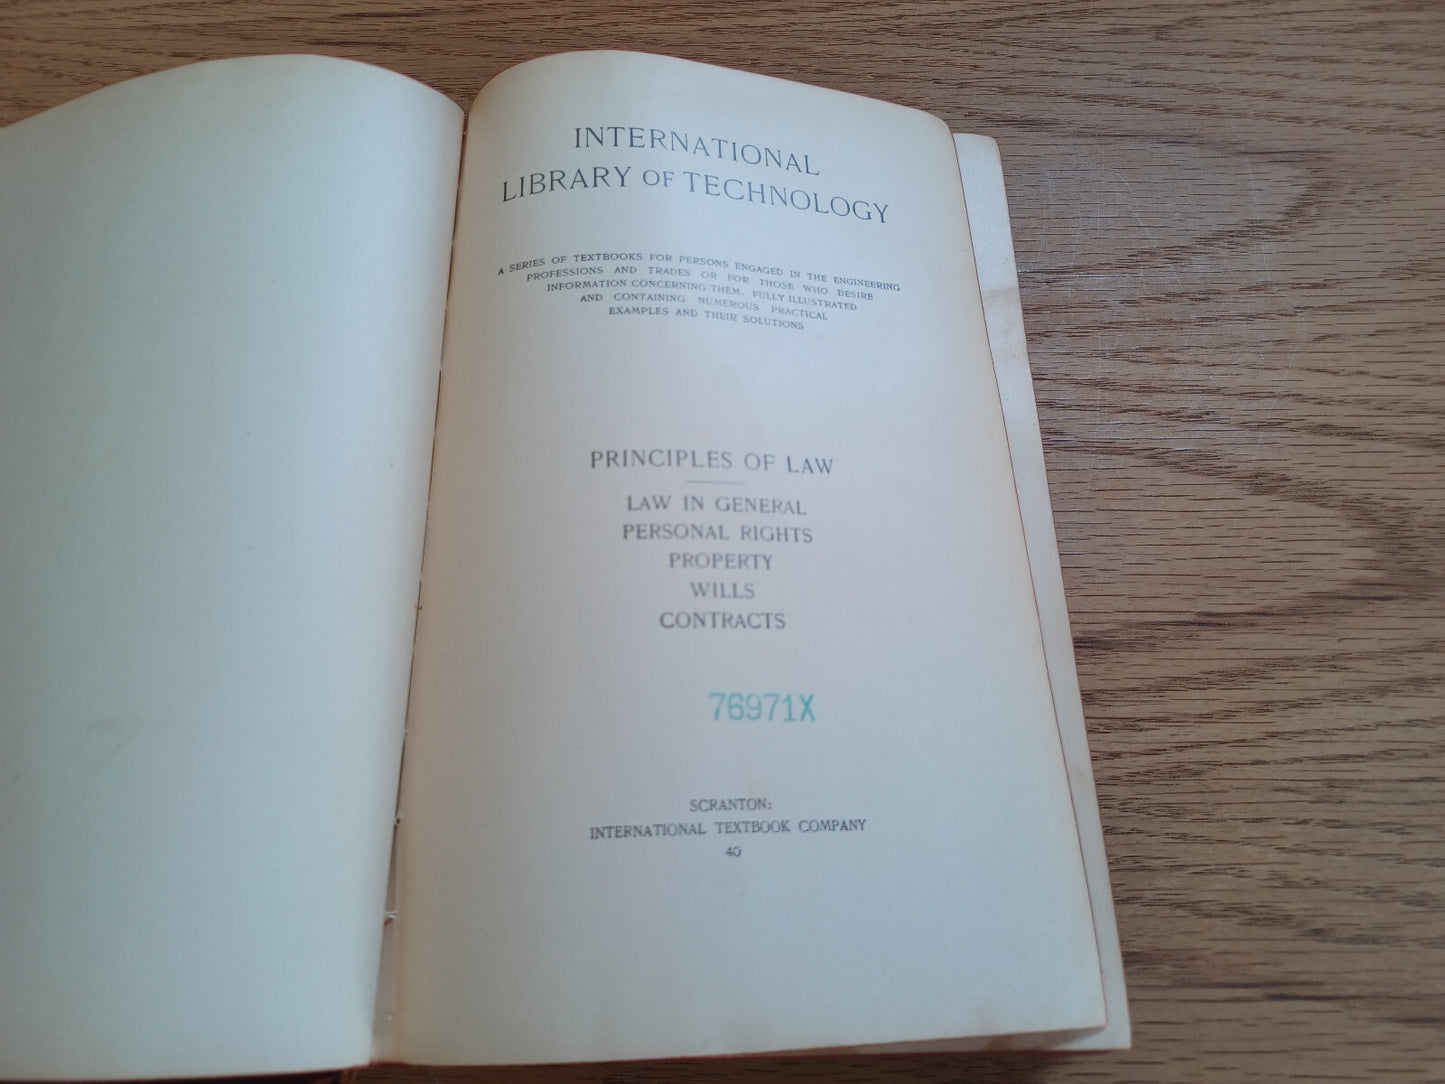 INTERNATIONAL
LIBRARY OF TECHNOLOGY
A SERIES OF TEXTBOOKS FOR PERSONS ENGAGED IN THE ENGINEERING
PROFESSIONS AND TRADES OR FOR THOSE WHO DESIRE
INFORMATION CONCERNING THEM. FULLY ILLUSTRATED
AND CONTAINING NUMEROUS PRACTICAL
EXAMPLES AND THEIR SOLUTIONS
PRINCIPLES OF LAW
LAW IN GENERAL
PERSONAL RIGHTS
PROPERTY
WILLS
CONTRACTS
76971X
SCRANTON:
INTERNATIONAL TEXTBOOK COMPANY
40